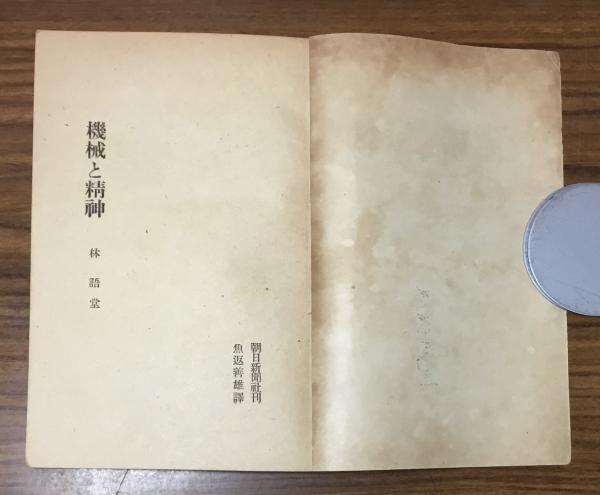 機械と精神
林語堂
朝日新聞社刊
魚返善雄譯